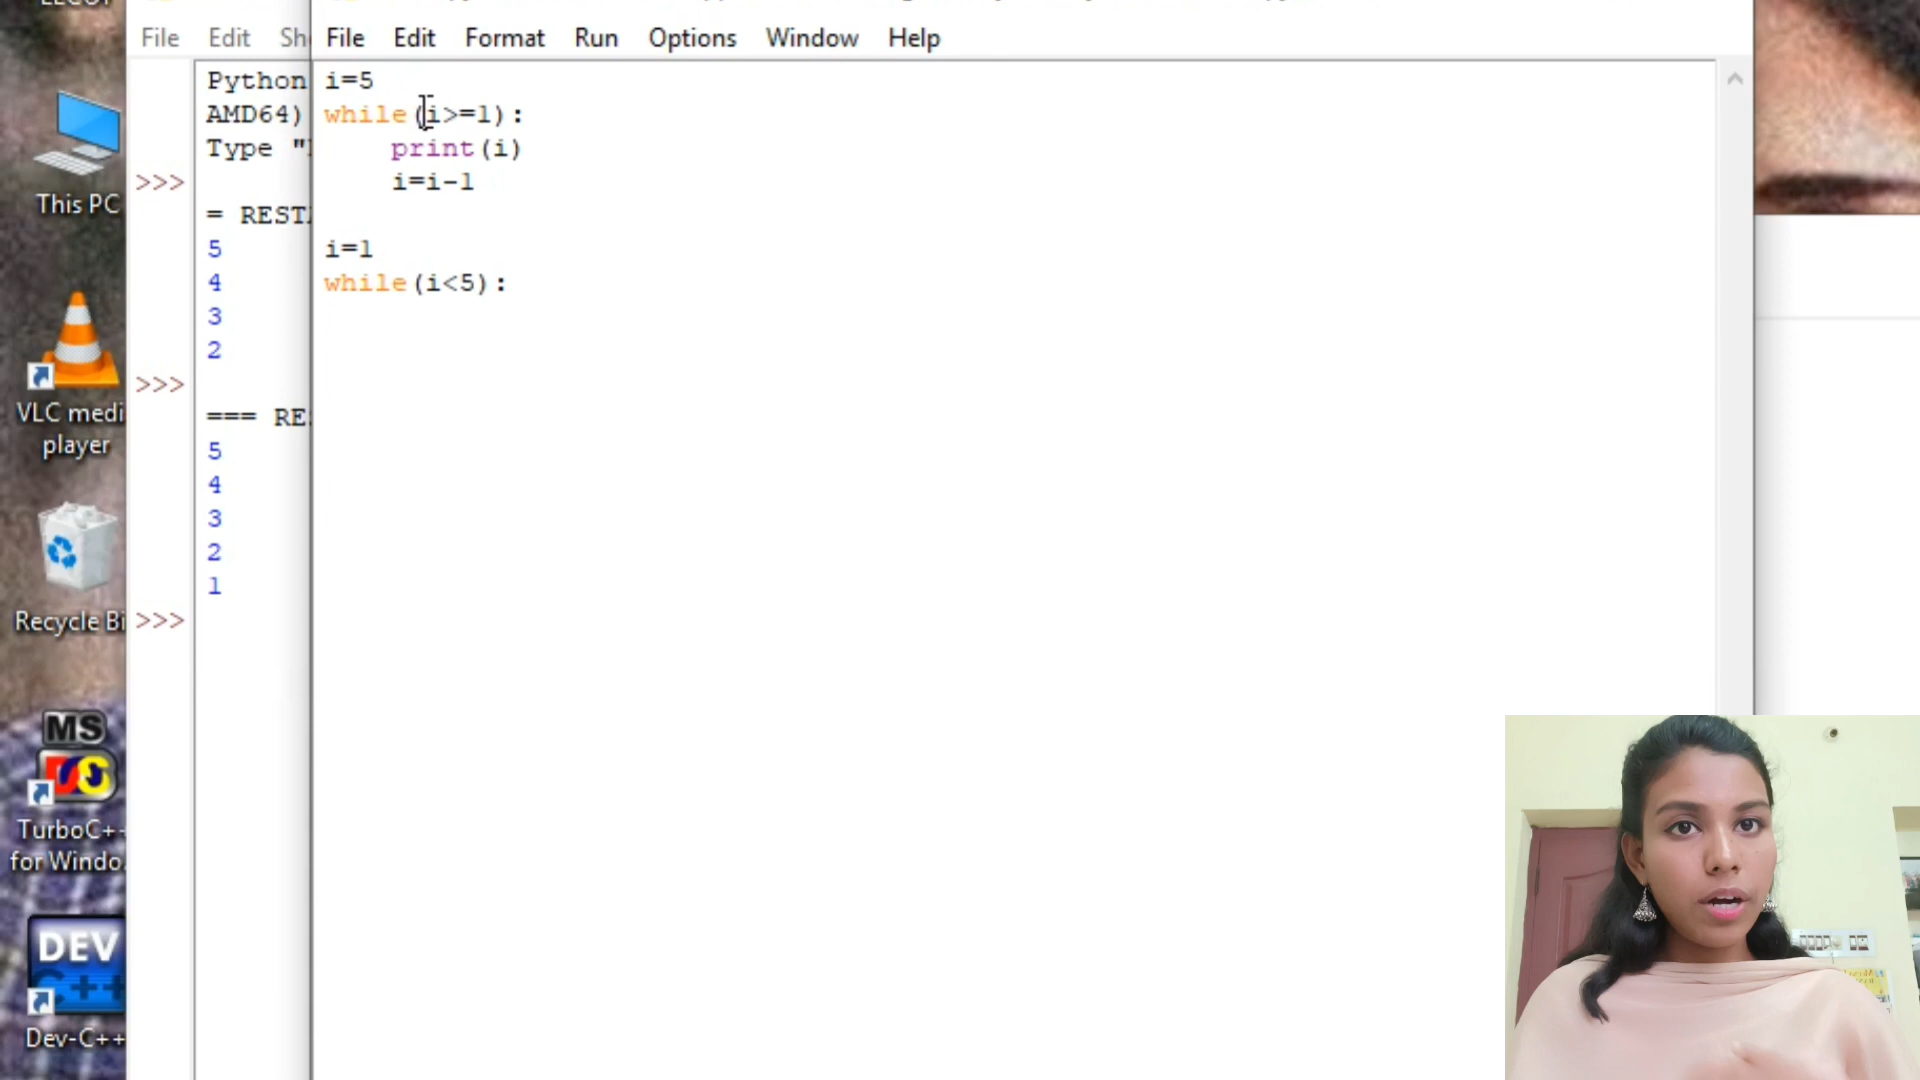 File Edit Sh
File Edit Format Run Options Window Help
Python
AMD64)
Type "
>>>
= REST
5
4
3
2
>>>
=== RE
5
4
3
2
1
>>>
i=5
while(i>=1):
print(i)
i=i-1
i=1
while(i<5):
This PC
VLC medi
player
Recycle Bi
MS
DOS
TurboC+
for Windo.
DEV
C++
Dev-C++